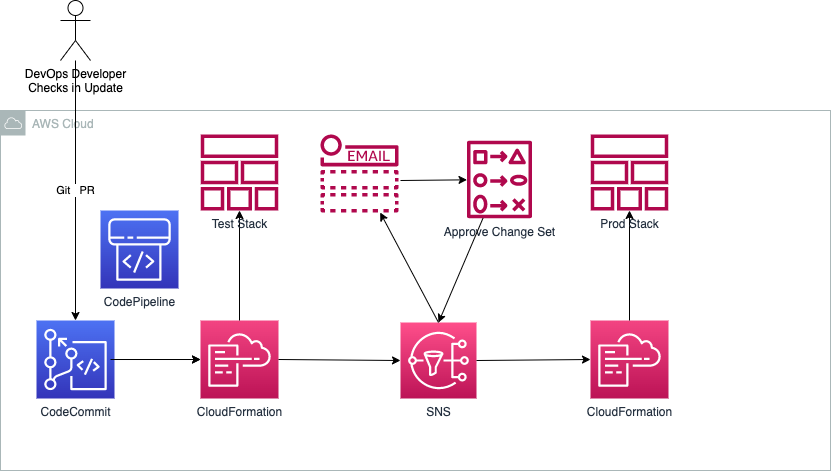 DevOps Developer
Checks in Update
AWS Cloud
Git PR
EMAIL
Test Stack
Approve Change Set
Prod Stack
CodePipeline
CodeCommit
CloudFormation
SNS
CloudFormation